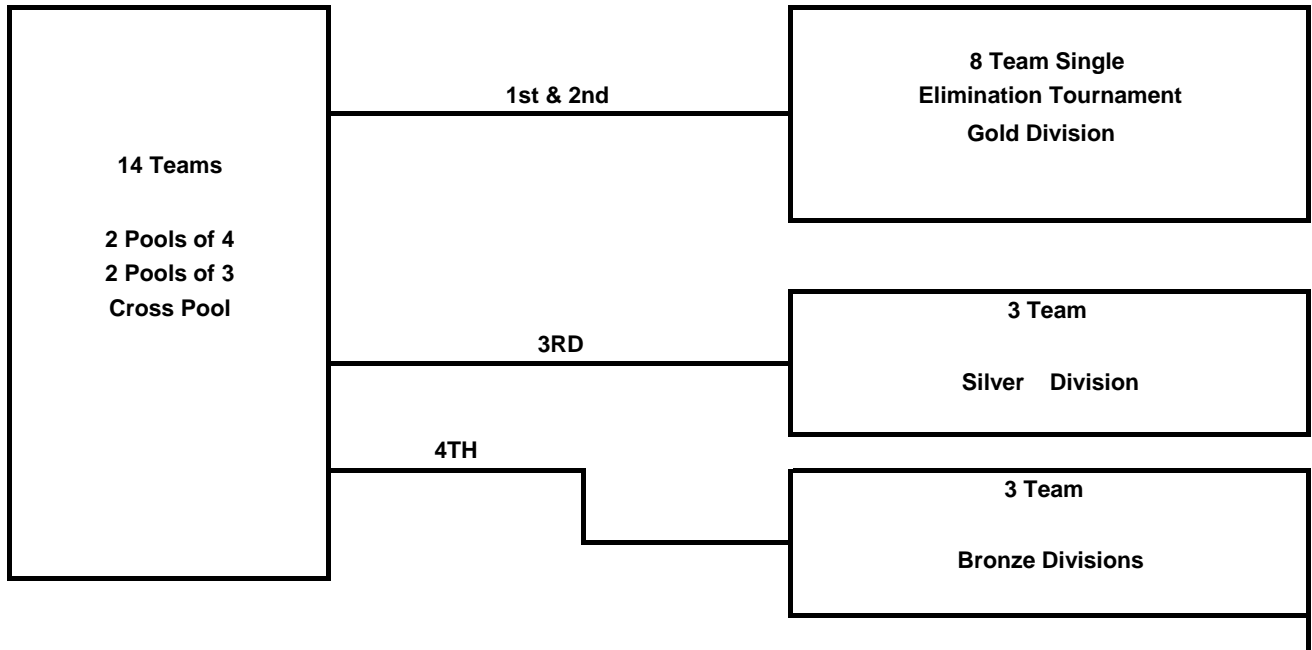 14 Teams
2 Pools of 4
2 Pools of 3
Cross Pool
1st & 2nd
8 Team Single
Elimination Tournament
Gold Division
3RD
3 Team
Silver Division
4TH
3 Team
Bronze Divisions